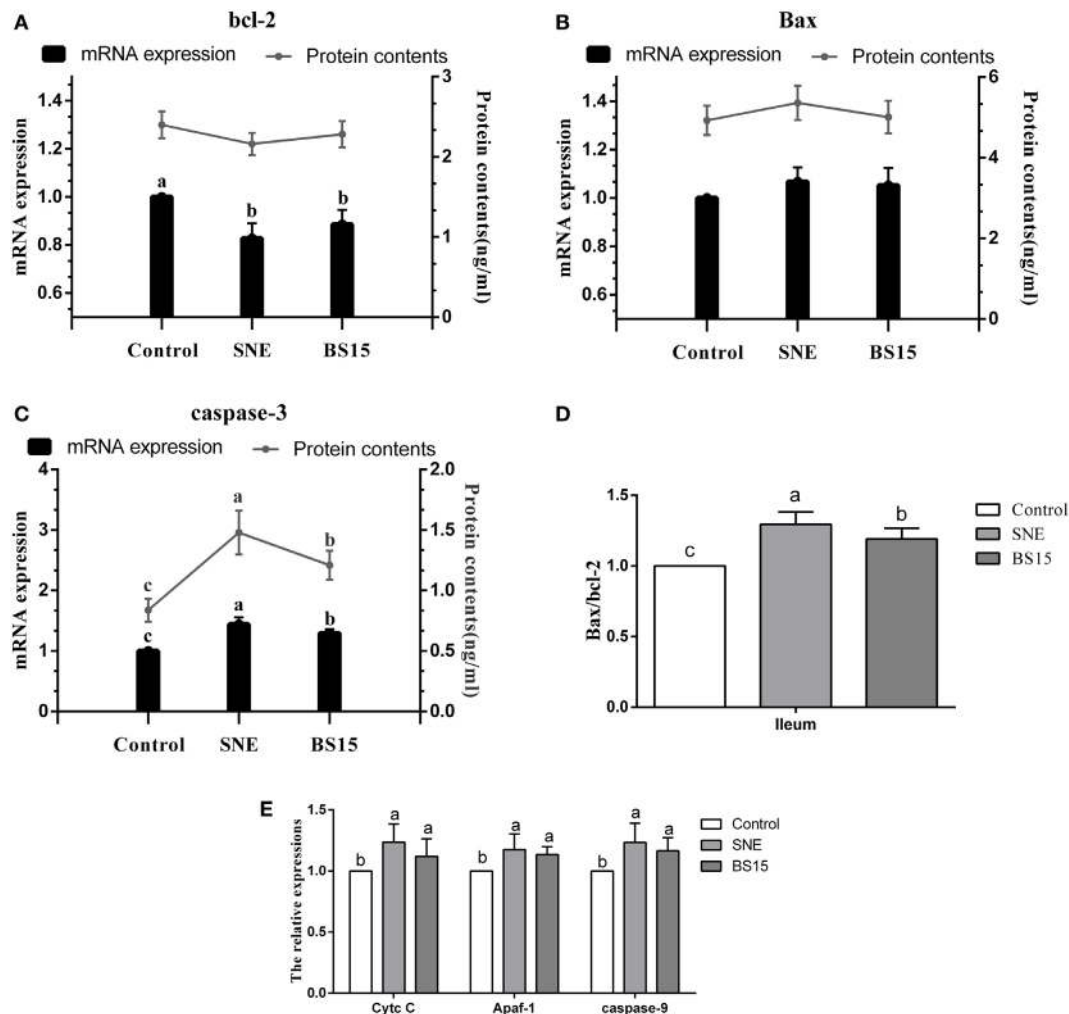 A
bcl-2
mRNA expression
Protein contents
mRNA expression
1.4
1.2
1.0
0.8
0.6
3
2
1
0
Protein contents(ng/ml)
a
b
b
Control SNE BS15
B
Bax
mRNA expression
Protein contents
mRNA expression
1.4
1.2
1.0
0.8
0.6
6
4
2
0
Protein contents(ng/ml)
Control SNE BS15
C
caspase-3
mRNA expression
Protein contents
mRNA expression
4
3
2
1
0
2.0
1.5
1.0
0.5
0.0
Protein contents(ng/ml)
c
a
b
c
a
b
Control SNE BS15
D
Bax/bcl-2
1.5
1.0
0.5
0.0
c
a
b
Ileum
Control
SNE
BS15
E
The relative expressions
1.5
1.0
0.5
0.0
b a a
b a a
b a a
Cytc C Apaf-1 caspase-9
Control
SNE
BS15